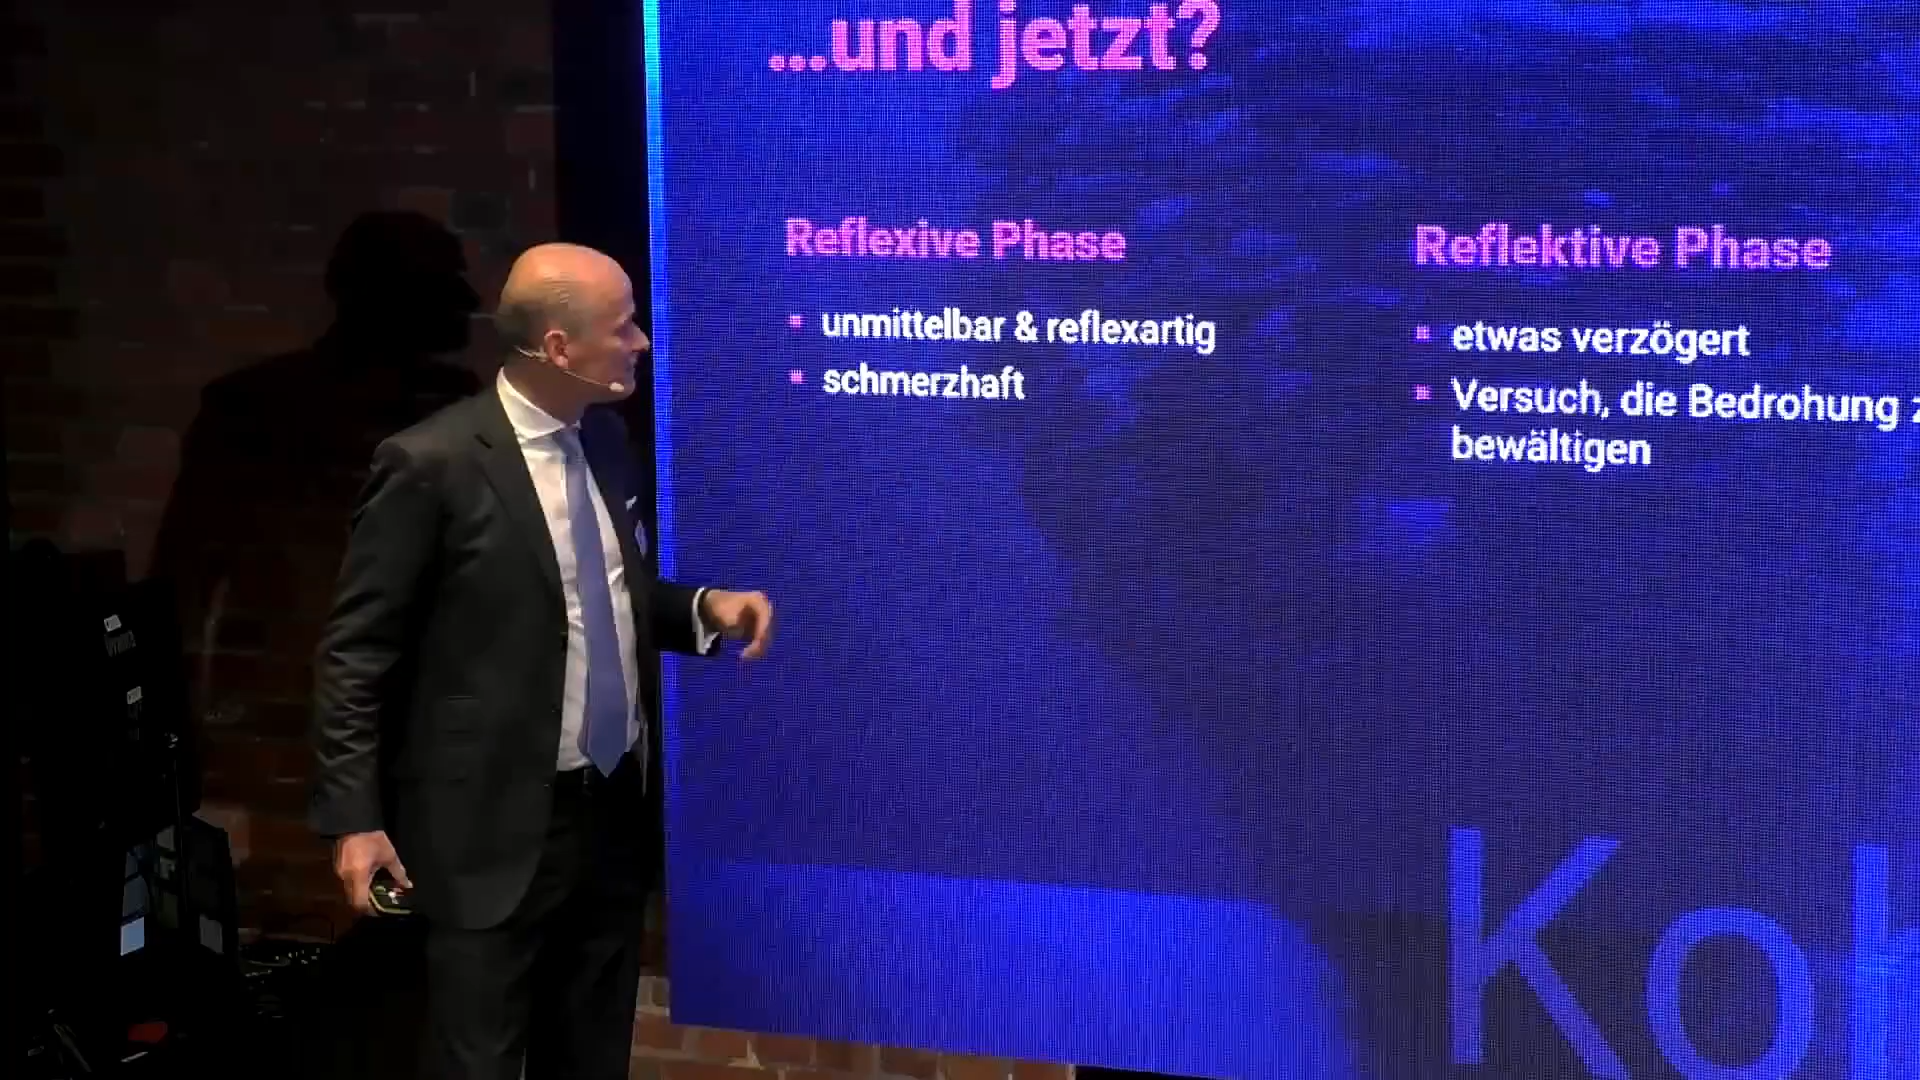 ...und jetzt?
Reflexive Phase
unmittelbar & reflexartig
schmerzhaft
Reflektive Phase
etwas verzögert
Versuch, die Bedrohung
bewältigen